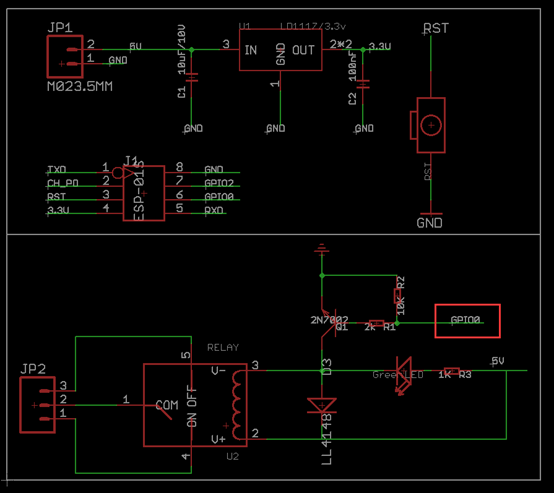 JP1
2
1
5V
GND
M023.5MM
C1 10uF/10V
GND
U1 LD1117/3.3v
3 IN OUT
GND
1
GND
3.3V
C2 100nF
GND
RST
RST
GND
J1
ESP-01S
TXD 1 8 GND
CH_PD 2 7 GPIO2
RST 3 6 GPIO0
3.3V 4 5 RXD
10K R2
2N7002
Q1
2k R1
GPIO0
JP2
3
2
1
RELAY
5
V- 3
1 COM
ON OFF
V+ 2
4
U2
D3
LL4148
Green LED
1K R3
5V